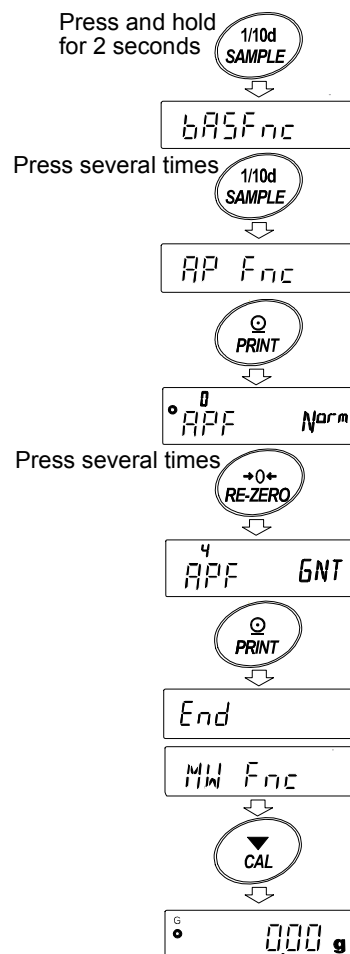 Press and hold
for 2 seconds
1/10d
SAMPLE
bASFnc
Press several times
1/10d
SAMPLE
AP Fnc
PRINT
0
APF Norm
Press several times
→0←
RE-ZERO
4
APF GNT
PRINT
End
MW Fnc
CAL
G
0.00 g